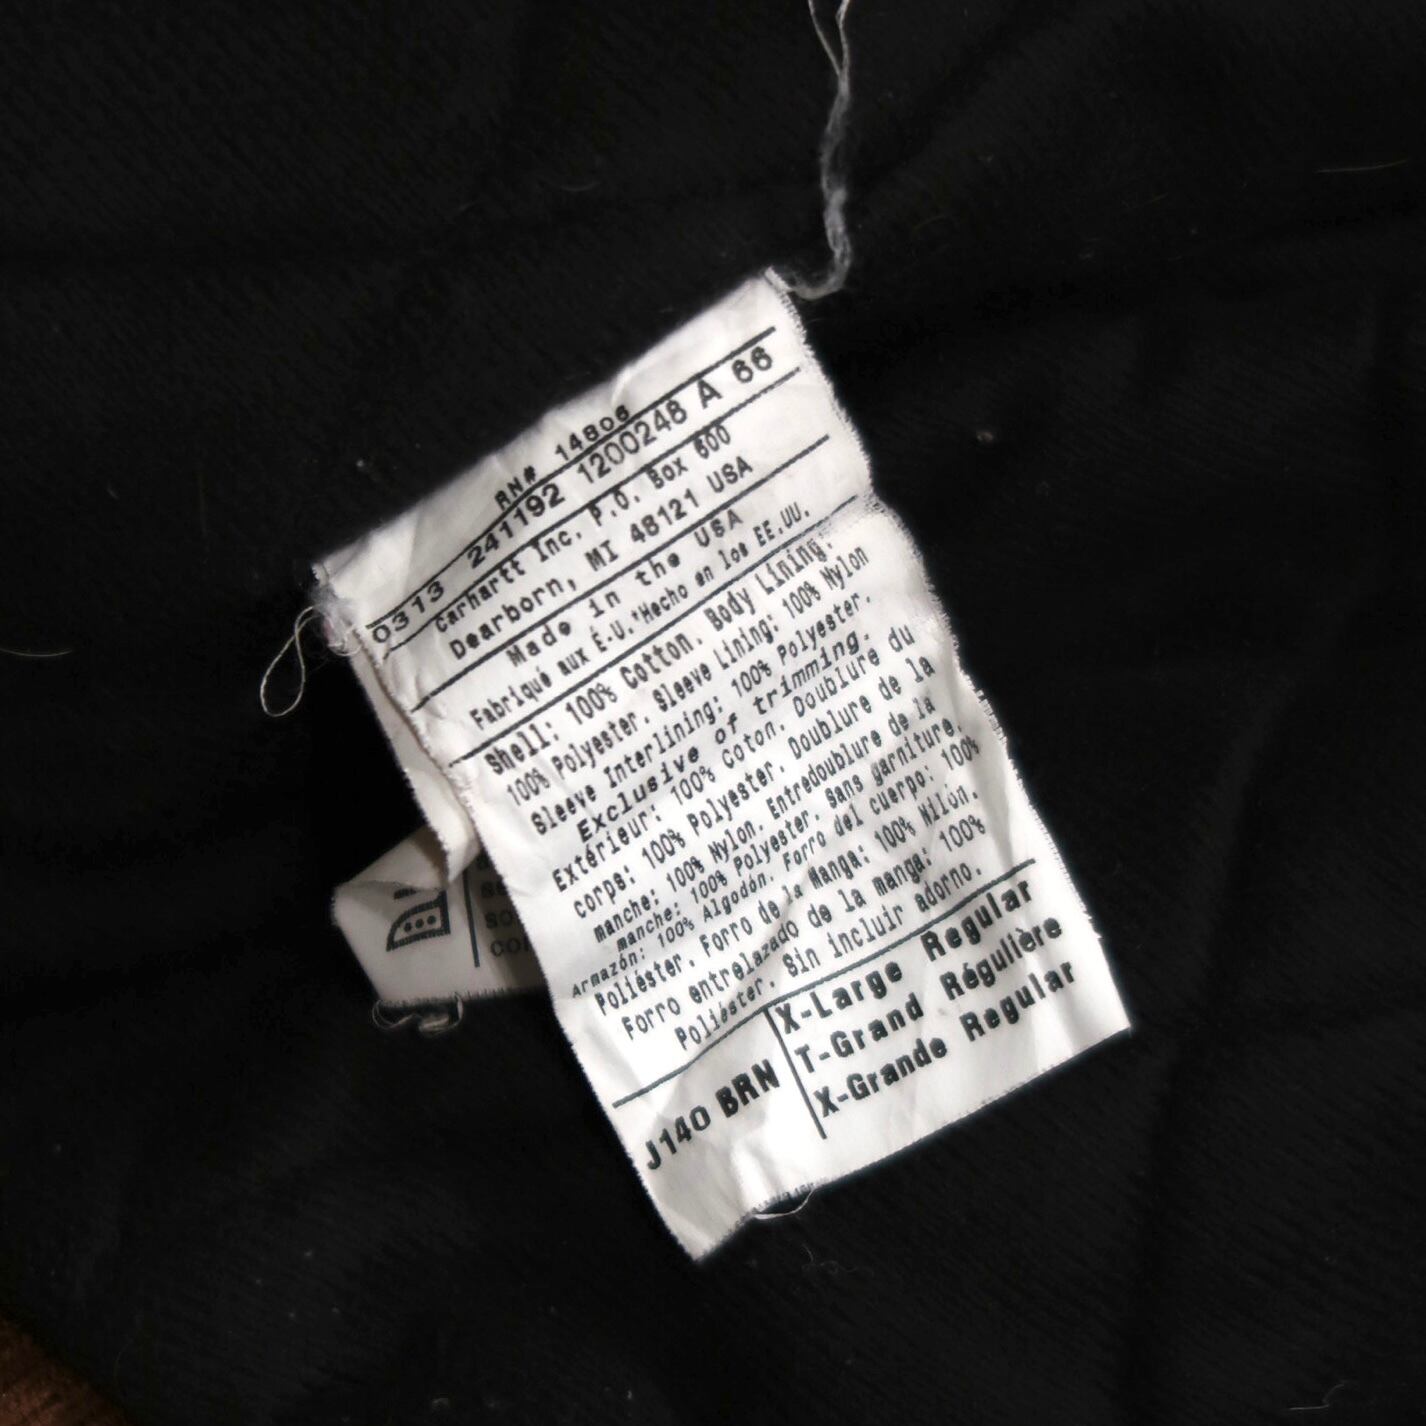 RN# 14806
0313 241192 1200248 A 66
Carhartt Inc. P.O. Box 600
Dearborn, MI 48121 USA
Made in the USA
Fabriqué aux É.U.*Hecho en los EE.UU.
Shell: 100% Cotton. Body Lining:
100% Polyester. Sleeve Lining: 100% Nylon
Sleeve Interlining: 100% Polyester.
Exclusive of trimming.
Extérieur: 100% Coton. Doublure du
corps: 100% Polyester. Doublure de la
manche: 100% Nylon. Entredoublure de la
manche: 100% Polyester. Sans garniture.
Armazón: 100% Algodón. Forro del cuerpo: 100%
Poliéster. Forro de la Manga: 100% Nilón.
Forro entrelazado de la manga: 100%
Poliéster. Sin incluir adorno.
J140 BRN
X-Large Regular
T-Grand Régulière
X-Grande Regular